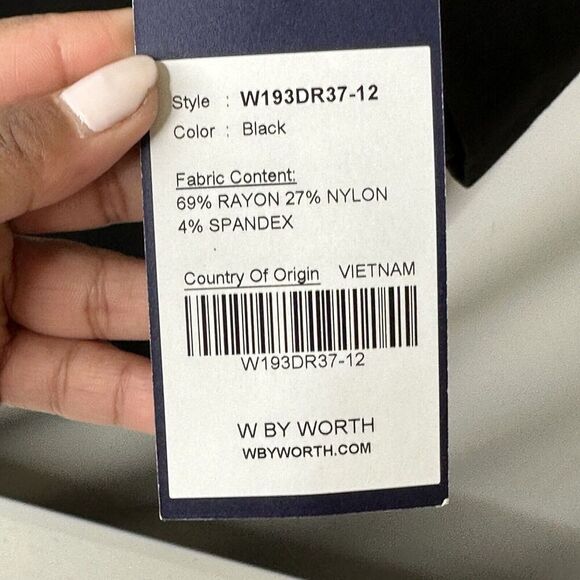 Style : W193DR37-12
Color : Black
Fabric Content:
69% RAYON 27% NYLON
4% SPANDEX
Country Of Origin VIETNAM
W193DR37-12
W BY WORTH
WBYWORTH.COM